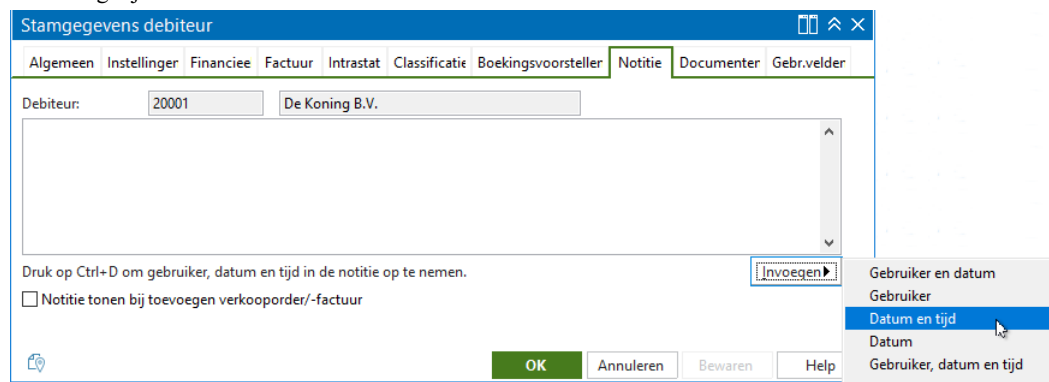 Stamgegevens debiteur
Algemeen Instellinger Financiee Factuur Intrastat Classificatie Boekingsvoorsteller Notitie Documenter Gebr.velder
Debiteur: 20001 De Koning B.V.
Druk op Ctrl+D om gebruiker, datum en tijd in de notitie op te nemen.
Invoegen
Notitie tonen bij toevoegen verkooporder/-factuur
Gebruiker en datum
Gebruiker
Datum en tijd
Datum
Gebruiker, datum en tijd
OK Annuleren Bewaren Help